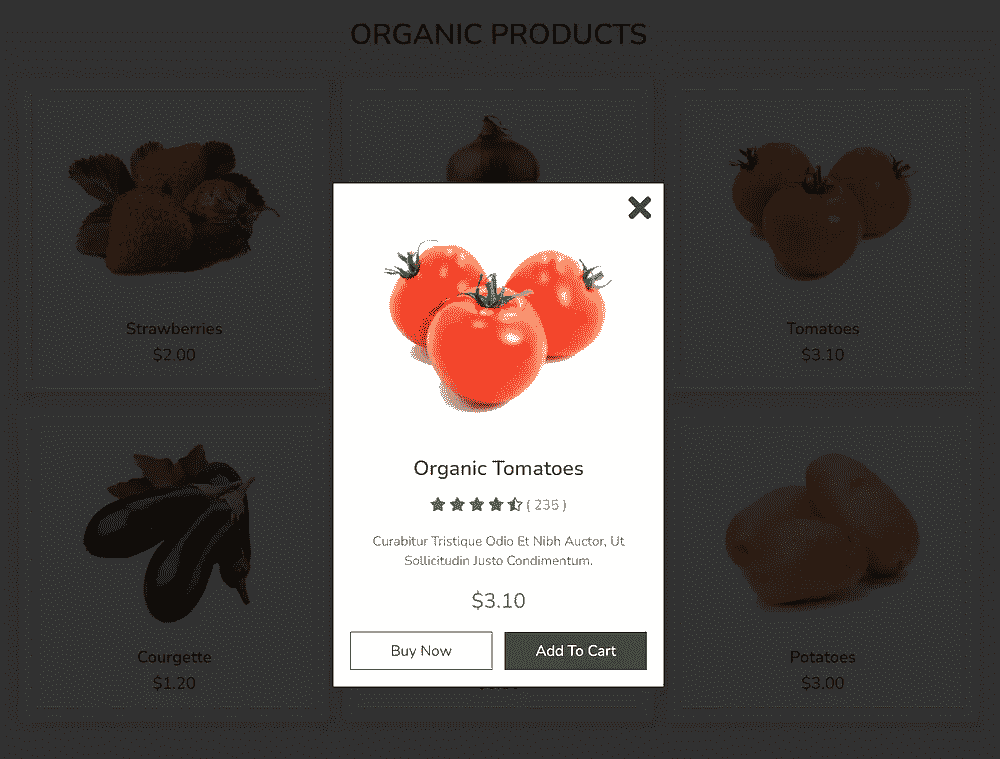 ORGANIC PRODUCTS
Strawberries
$2.00
Tomatoes
$3.10
Organic Tomatoes
( 235 )
Curabitur Tristique Odio Et Nibh Auctor, Ut
Sollicitudin Justo Condimentum.
$3.10
Buy Now
Add To Cart
Courgette
$1.20
Potatoes
$3.00